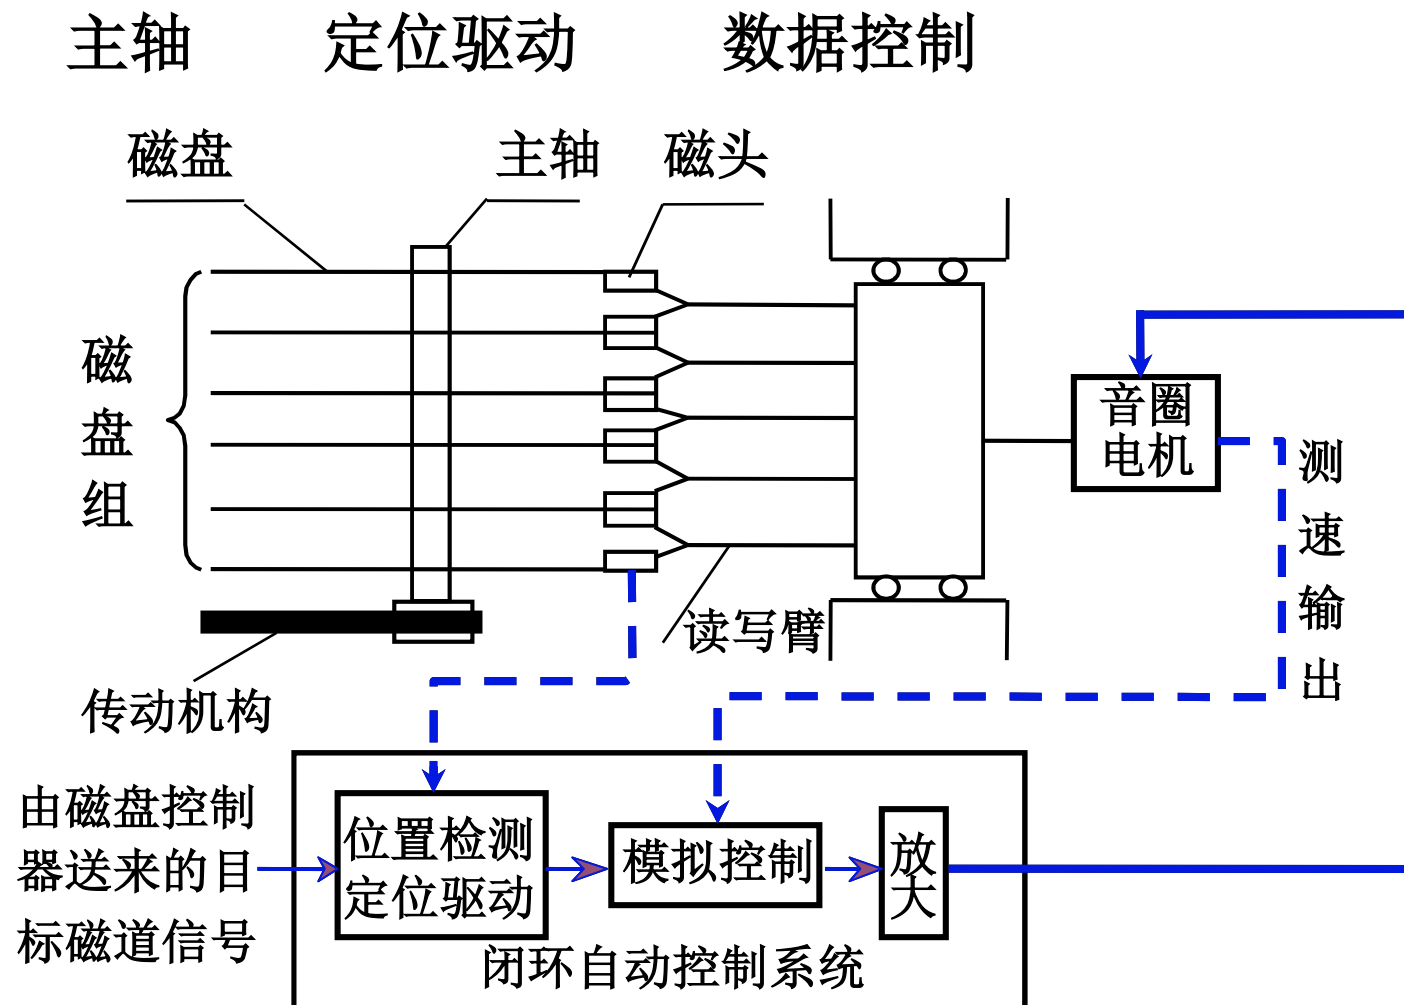 主轴 定位驱动 数据控制
磁盘 主轴 磁头
磁
盘
组
音圈
电机
测
速
输
出
读写臂
传动机构
由磁盘控制
器送来的目
标磁道信号
位置检测
定位驱动
模拟控制
放
大
闭环自动控制系统